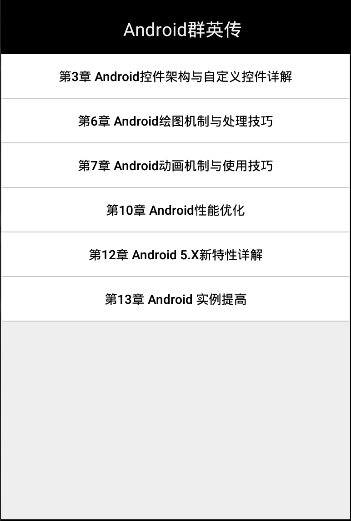 Android群英传
第3章 Android控件架构与自定义控件详解
第6章 Android绘图机制与处理技巧
第7章 Android动画机制与使用技巧
第10章 Android性能优化
第12章 Android 5.X新特性详解
第13章 Android 实例提高